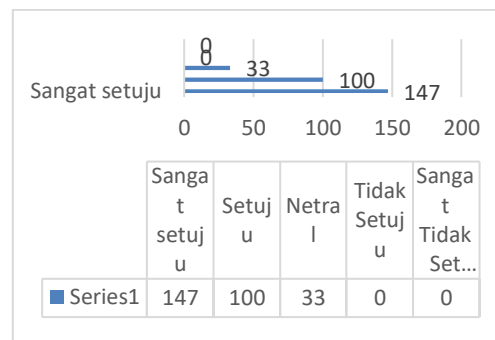 0
0
33
100
Sangat setuju
147
0 50 100 150 200
Sanga
t
setuj
u
Setuj
u
Netra
l
Tidak
Setuj
u
Sanga
t
Tidak
Set...
Series1 147 100 33 0 0